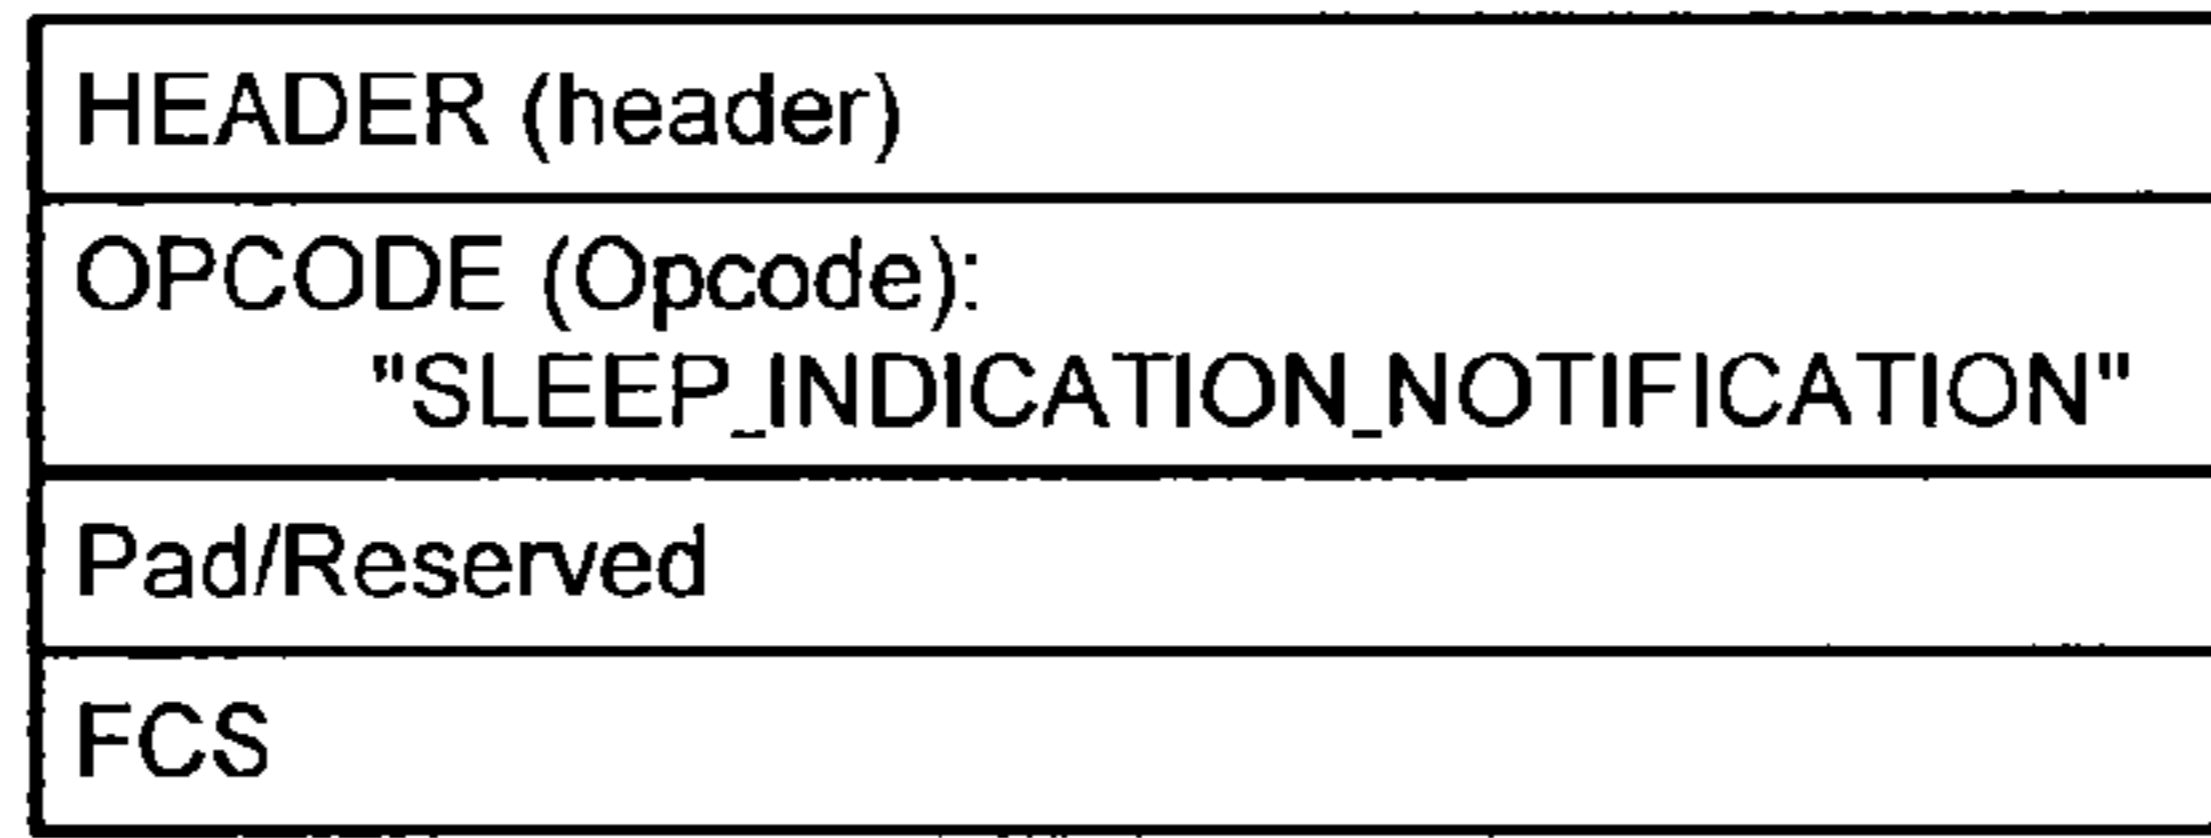 HEADER (header)
OPCODE (Opcode):
"SLEEP_INDICATION_NOTIFICATION"
Pad/Reserved
FCS